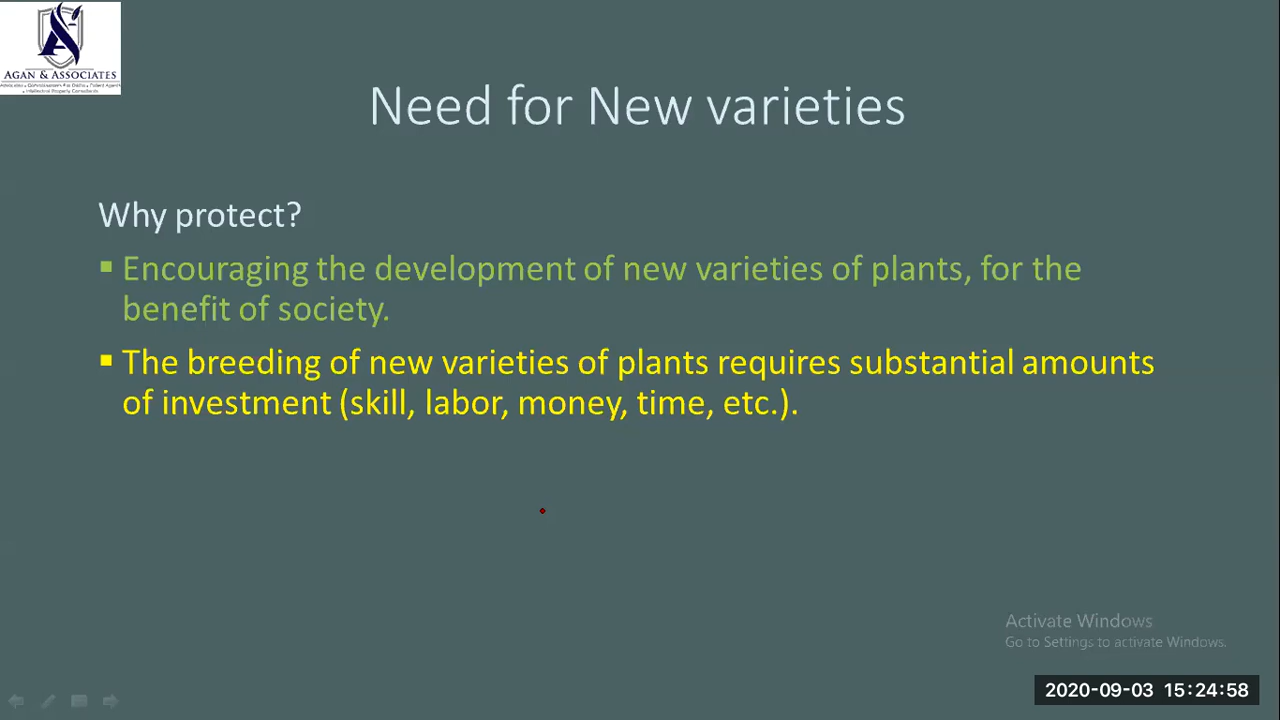 AGAN & ASSOCIATES
Need for New varieties
Why protect?
▪ Encouraging the development of new varieties of plants, for the
benefit of society.
▪ The breeding of new varieties of plants requires substantial amounts
of investment (skill, labor, money, time, etc.).
Activate Windows
Go to Settings to activate Windows.
2020-09-03 15:24:58